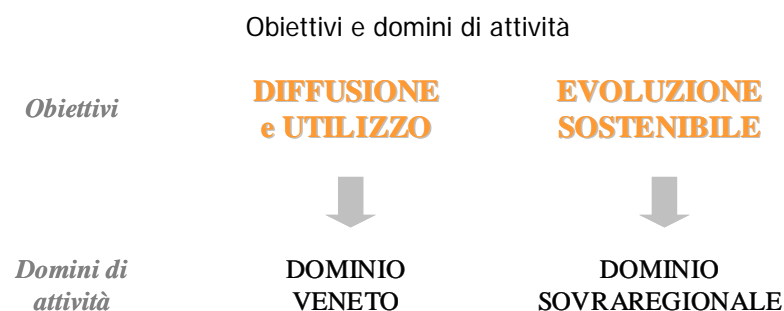 Obiettivi e domini di attività
Obiettivi
DIFFUSIONE
e UTILIZZO
EVOLUZIONE
SOSTENIBILE
Domini di
attività
DOMINIO
VENETO
DOMINIO
SOVRAREGIONALE